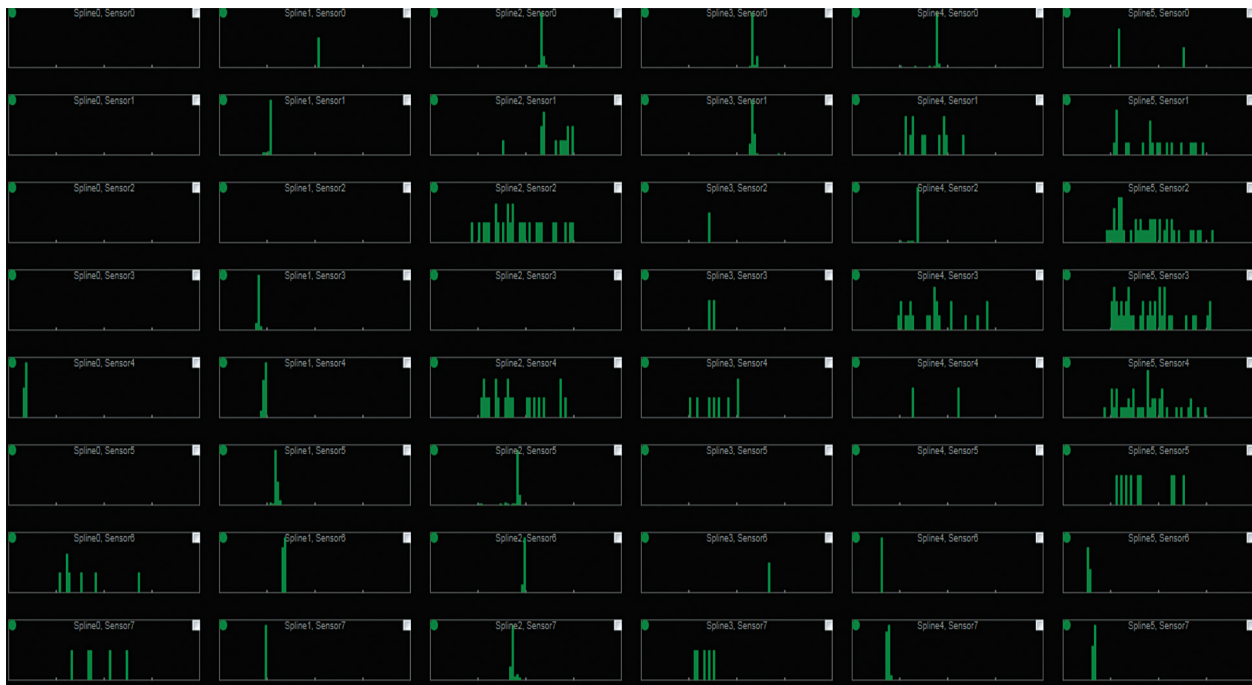 Spline0, Sensor0
Spline1, Sensor0
Spline2, Sensor0
Spline3, Sensor0
Spline4, Sensor0
Spline5, Sensor0
Spline0, Sensor1
Spline1, Sensor1
Spline2, Sensor1
Spline3, Sensor1
Spline4, Sensor1
Spline5, Sensor1
Spline0, Sensor2
Spline1, Sensor2
Spline2, Sensor2
Spline3, Sensor2
Spline4, Sensor2
Spline5, Sensor2
Spline0, Sensor3
Spline1, Sensor3
Spline2, Sensor3
Spline3, Sensor3
Spline4, Sensor3
Spline5, Sensor3
Spline0, Sensor4
Spline1, Sensor4
Spline2, Sensor4
Spline3, Sensor4
Spline4, Sensor4
Spline5, Sensor4
Spline0, Sensor5
Spline1, Sensor5
Spline2, Sensor5
Spline3, Sensor5
Spline4, Sensor5
Spline5, Sensor5
Spline0, Sensor6
Spline1, Sensor6
Spline2, Sensor6
Spline3, Sensor6
Spline4, Sensor6
Spline5, Sensor6
Spline0, Sensor7
Spline1, Sensor7
Spline2, Sensor7
Spline3, Sensor7
Spline4, Sensor7
Spline5, Sensor7